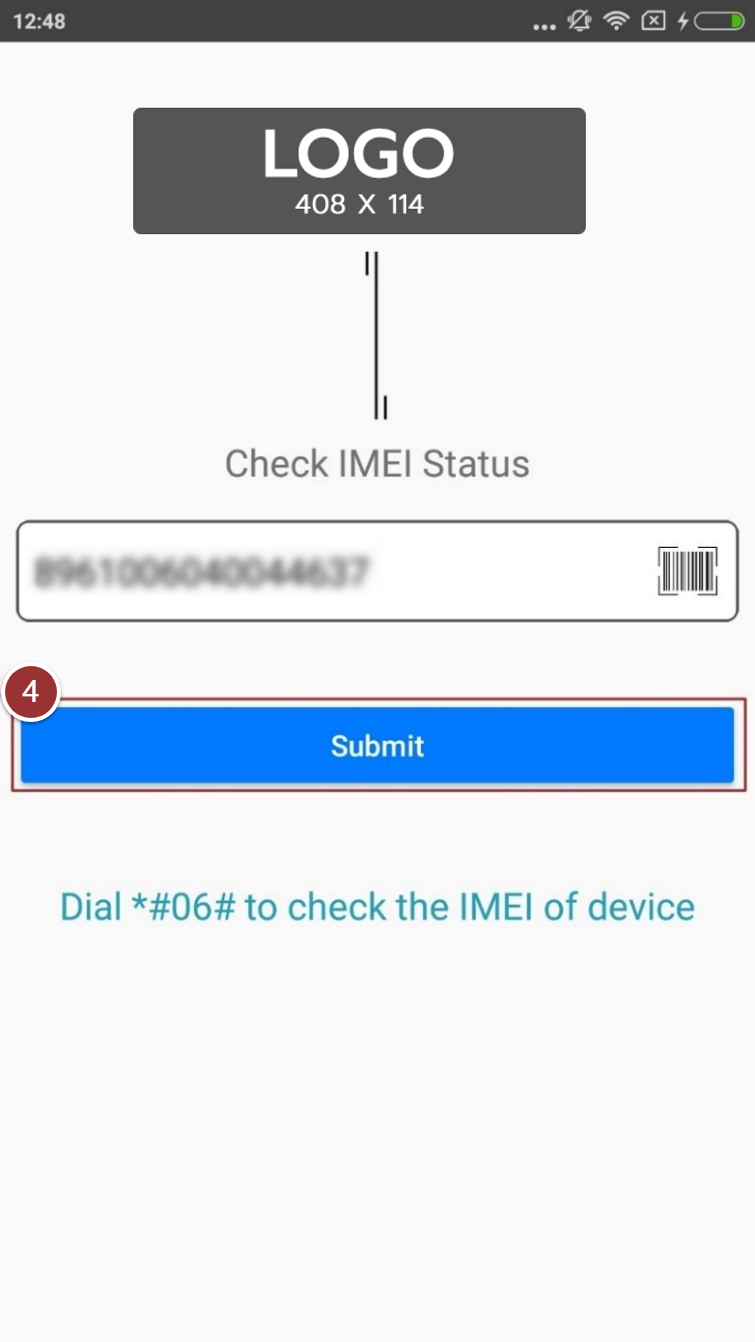 12:48
LOGO
408 X 114
Check IMEI Status
4
Submit
Dial *#06# to check the IMEI of device